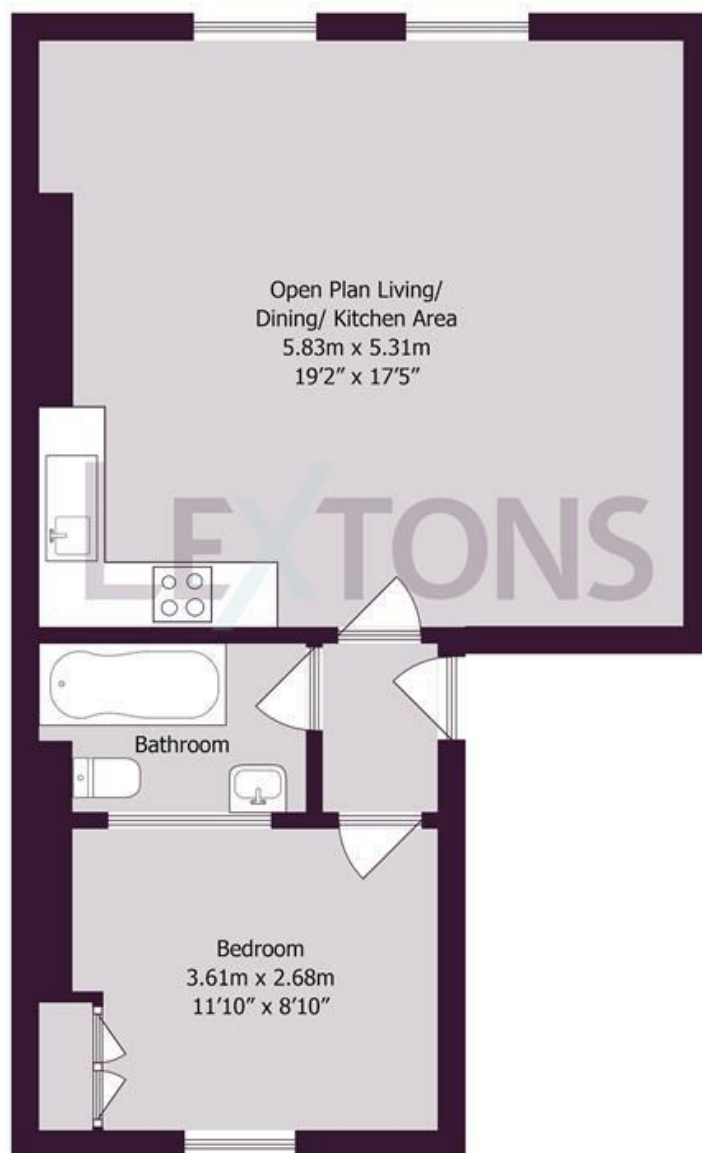 Open Plan Living/
Dining/ Kitchen Area
5.83m x 5.31m
19'2" x 17'5"
LEXTONS
Bathroom
Bedroom
3.61m x 2.68m
11'10" x 8'10"